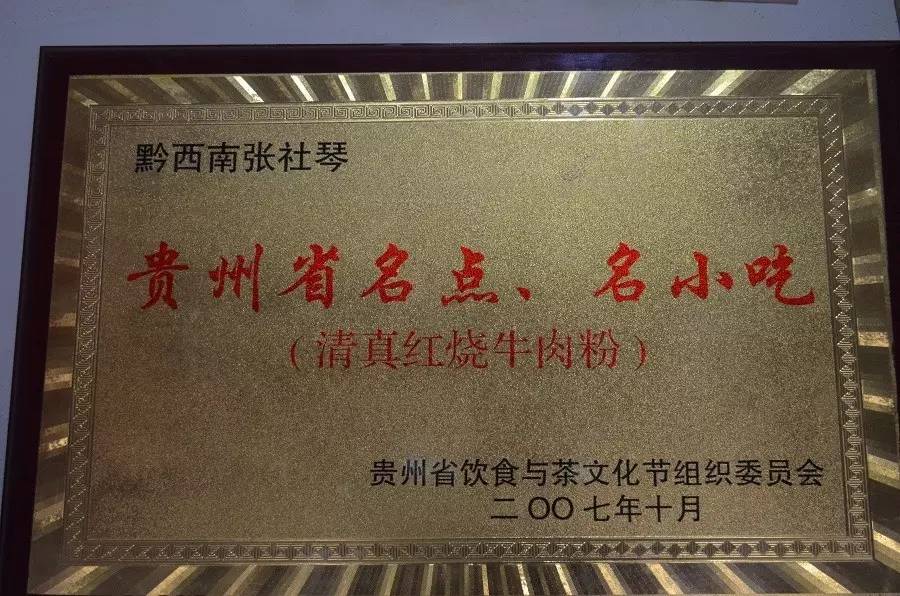 黔西南张社琴
贵州省名点、名小吃
(清真红烧牛肉粉)
贵州省饮食与茶文化节组织委员会
二〇〇七年十月